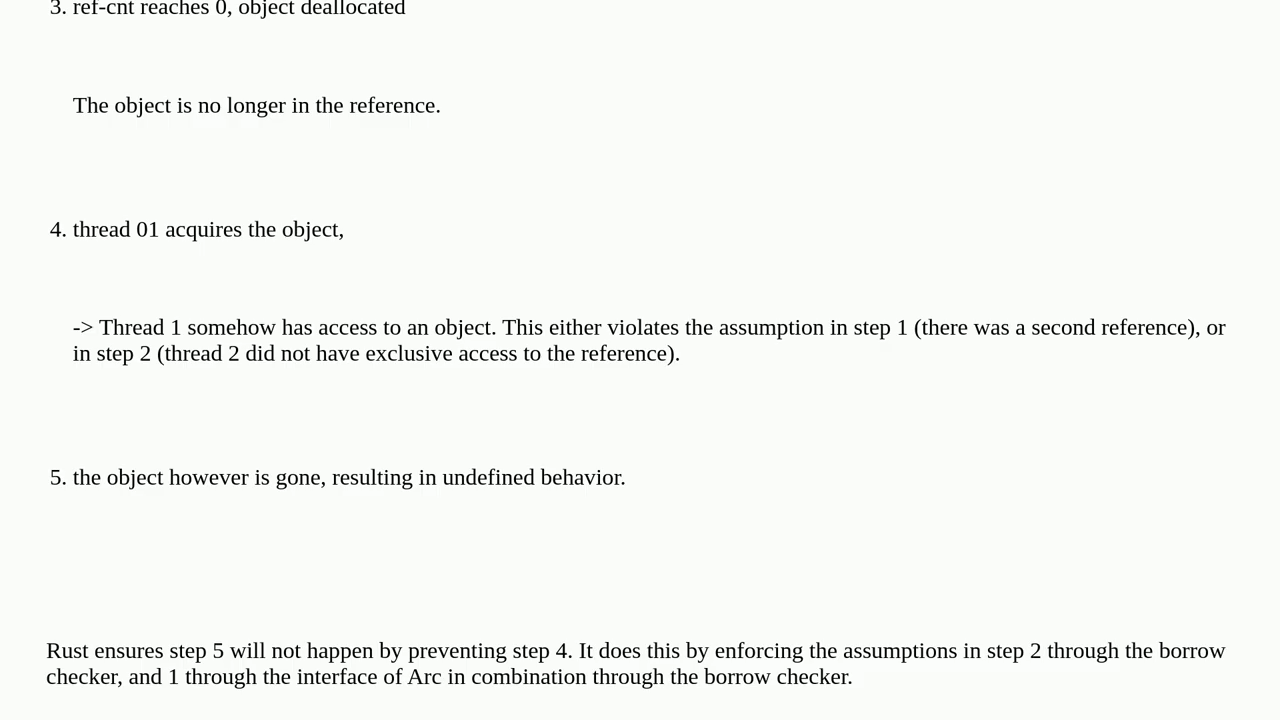 3. ref-cnt reaches 0, object deallocated
The object is no longer in the reference.
4. thread 01 acquires the object,
-> Thread 1 somehow has access to an object. This either violates the assumption in step 1 (there was a second reference), or
in step 2 (thread 2 did not have exclusive access to the reference).
5. the object however is gone, resulting in undefined behavior.
Rust ensures step 5 will not happen by preventing step 4. It does this by enforcing the assumptions in step 2 through the borrow
checker, and 1 through the interface of Arc in combination through the borrow checker.